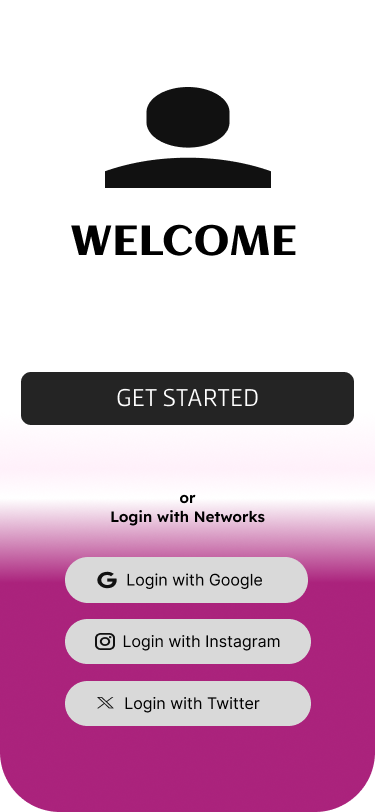 WELCOME
GET STARTED
or
Login with Networks
Login with Google
Login with Instagram
Login with Twitter